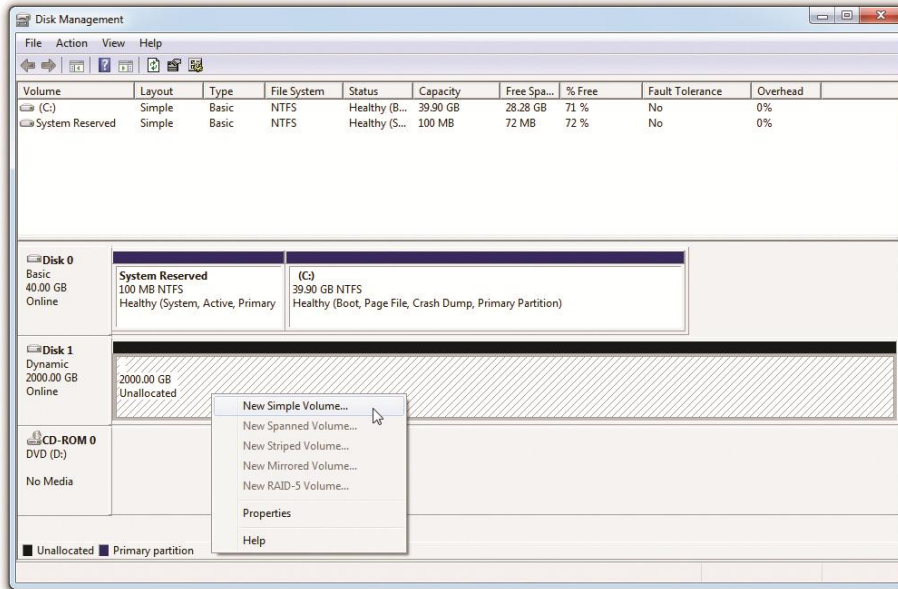 Disk Management
File Action View Help
Volume Layout Type File System Status Capacity Free Spa... % Free Fault Tolerance Overhead
(C:) Simple Basic NTFS Healthy (B... 39.90 GB 28.28 GB 71 % No 0%
System Reserved Simple Basic NTFS Healthy (S... 100 MB 72 MB 72 % No 0%
Disk 0
Basic
40.00 GB
Online
System Reserved
100 MB NTFS
Healthy (System, Active, Primary
(C:)
39.90 GB NTFS
Healthy (Boot, Page File, Crash Dump, Primary Partition)
Disk 1
Dynamic
2000.00 GB
Online
2000.00 GB
Unallocated
New Simple Volume...
New Spanned Volume...
New Striped Volume...
New Mirrored Volume...
New RAID-5 Volume...
Properties
Help
CD-ROM 0
DVD (D:)
No Media
Unallocated Primary partition